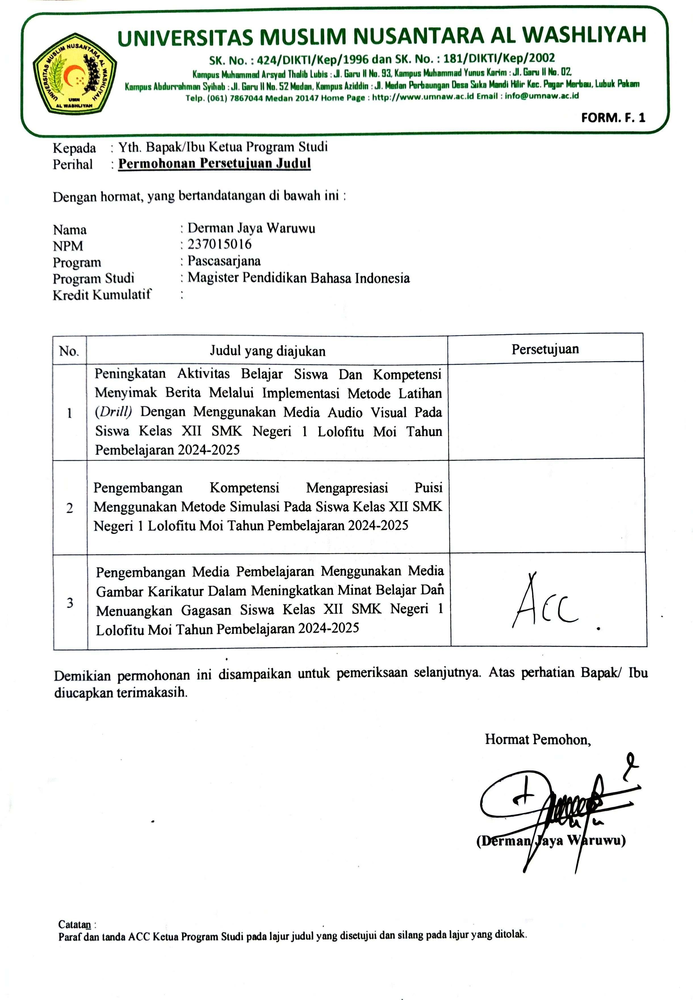 UNIVERSITAS MUSLIM NUSANTARA AL WASHLIYAH
UMN
AL WASHLIYAH
UNIVERSITAS MUSLIM NUSANTARA AL WASHLIYAH
SK. No. : 424/DIKTI/Kep/1996 dan SK. No. : 181/DIKTI/Kep/2002
Kampus Muhammad Arsyad Thalib Lubis : Jl. Garu II No. 93, Kampus Muhammad Yunus Karim : Jl. Garu II No. 02,
Kampus Abdurrahman Syihab : Jl. Garu II No. 52 Medan, Kampus Aziddin : Jl. Medan Perbaungan Desa Suka Mandi Hilir Kec. Pagar Merbau, Lubuk Pakam
Telp. (061) 7867044 Medan 20147 Home Page : http://www.umnaw.ac.id Email : info@umnaw.ac.id
FORM. F. 1
Kepada : Yth. Bapak/Ibu Ketua Program Studi
Perihal : Permohonan Persetujuan Judul
Dengan hormat, yang bertandatangan di bawah ini :
Nama : Derman Jaya Waruwu
NPM : 237015016
Program : Pascasarjana
Program Studi : Magister Pendidikan Bahasa Indonesia
Kredit Kumulatif :
No. Judul yang diajukan Persetujuan
1
Peningkatan Aktivitas Belajar Siswa Dan Kompetensi
Menyimak Berita Melalui Implementasi Metode Latihan
(Drill) Dengan Menggunakan Media Audio Visual Pada
Siswa Kelas XII SMK Negeri 1 Lolofitu Moi Tahun
Pembelajaran 2024-2025
2
Pengembangan Kompetensi Mengapresiasi Puisi
Menggunakan Metode Simulasi Pada Siswa Kelas XII SMK
Negeri 1 Lolofitu Moi Tahun Pembelajaran 2024-2025
3
Pengembangan Media Pembelajaran Menggunakan Media
Gambar Karikatur Dalam Meningkatkan Minat Belajar Dan
Menuangkan Gagasan Siswa Kelas XII SMK Negeri 1
Lolofitu Moi Tahun Pembelajaran 2024-2025
Acc.
Demikian permohonan ini disampaikan untuk pemeriksaan selanjutnya. Atas perhatian Bapak/ Ibu
diucapkan terimakasih.
Hormat Pemohon,
(Derman Jaya Waruwu)
Catatan :
Paraf dan tanda ACC Ketua Program Studi pada lajur judul yang disetujui dan silang pada lajur yang ditolak.